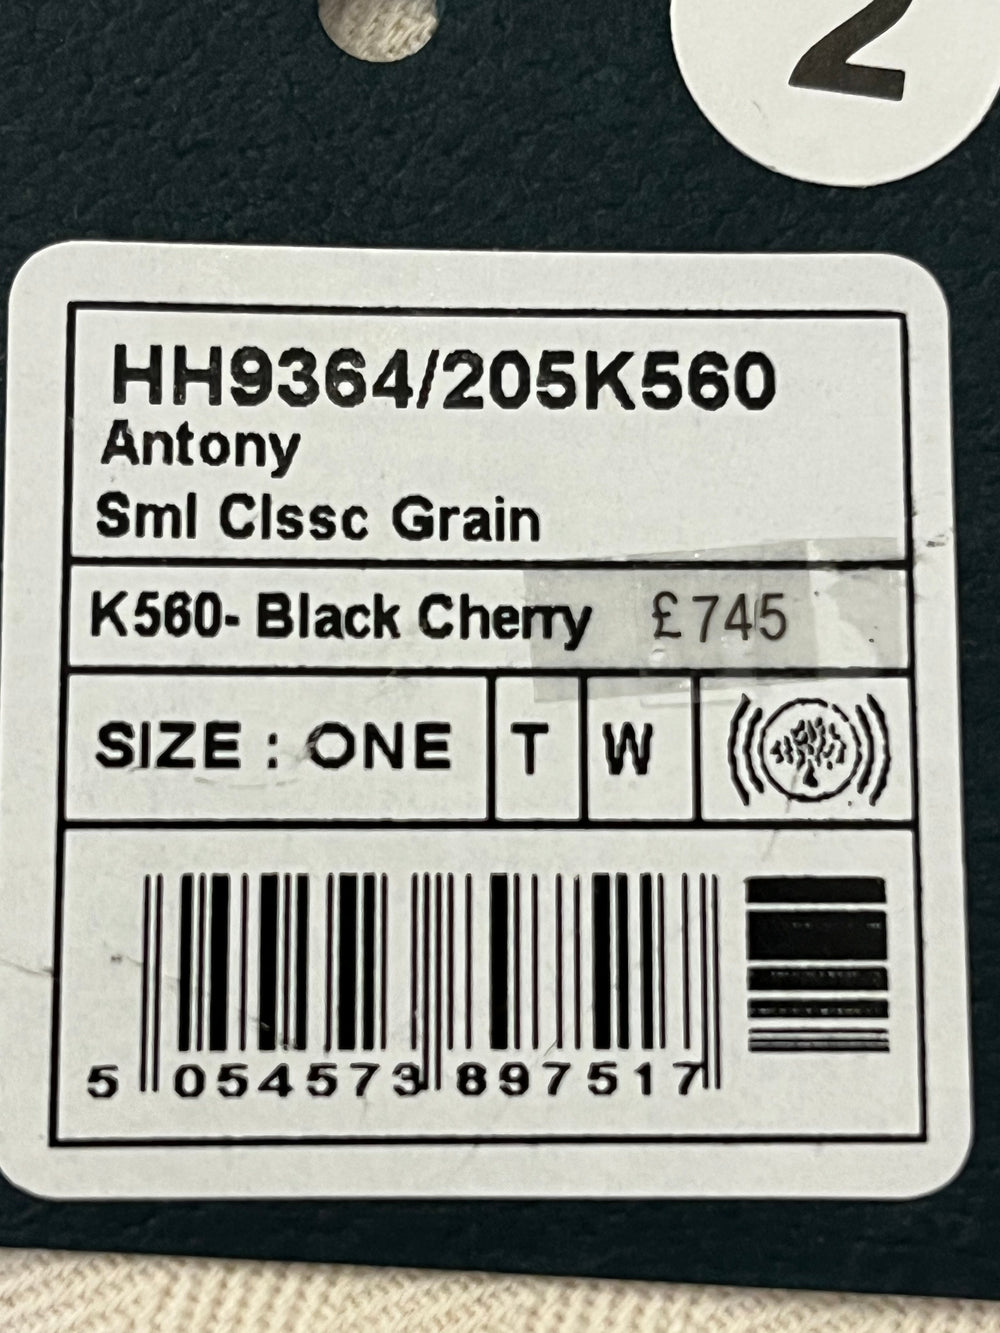 2
HH9364/205K560
Antony
Sml Clssc Grain
K560- Black Cherry £745
SIZE : ONE T W
5 054573 897517